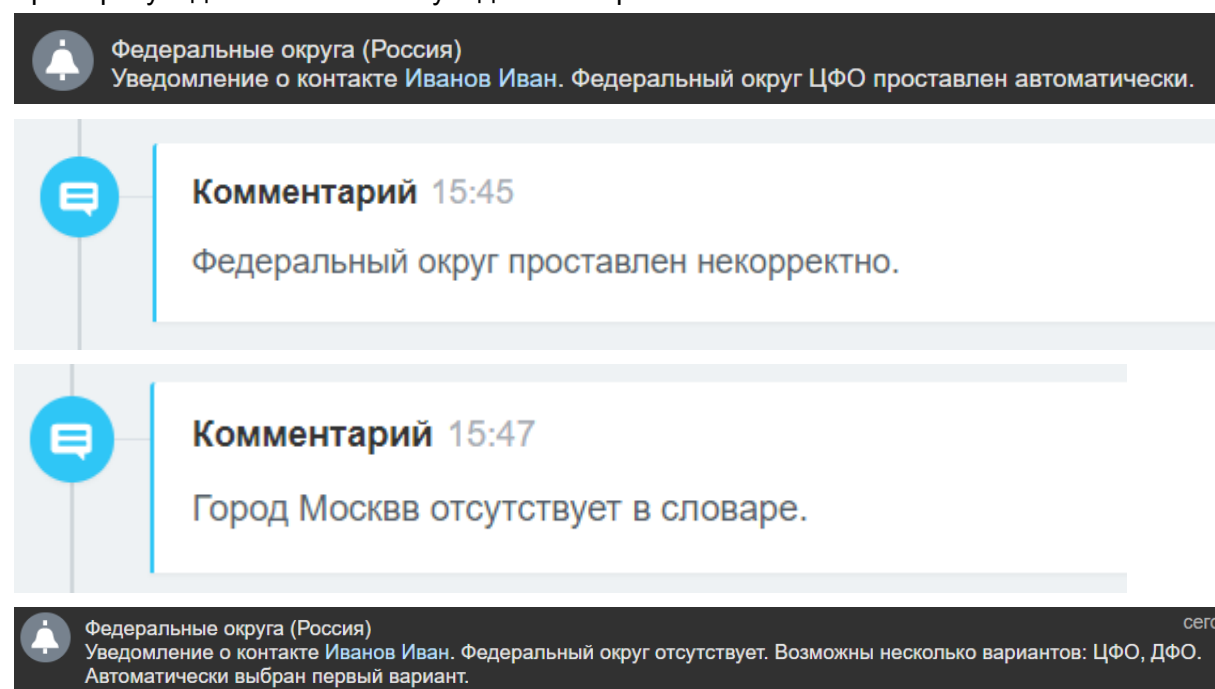 Федеральные округа (Россия)
Уведомление о контакте Иванов Иван. Федеральный округ ЦФО проставлен автоматически.
Комментарий 15:45
Федеральный округ проставлен некорректно.
Комментарий 15:47
Город Москвв отсутствует в словаре.
Федеральные округа (Россия)
Уведомление о контакте Иванов Иван. Федеральный округ отсутствует. Возможны несколько вариантов: ЦФО, ДФО.
Автоматически выбран первый вариант.